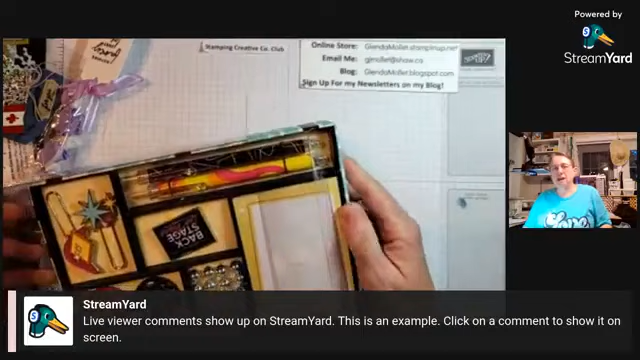 Powered by
StreamYard
Stamping Creative Co. Club
Online Store: GlendaMollet.stampinup.net
Email Me: gjmollet@shaw.ca
Blog: GlendaMollet.blogspot.com
Sign Up For my Newsletters on my Blog!
BACK
STAGE
StreamYard
Live viewer comments show up on StreamYard. This is an example. Click on a comment to show it on
screen.